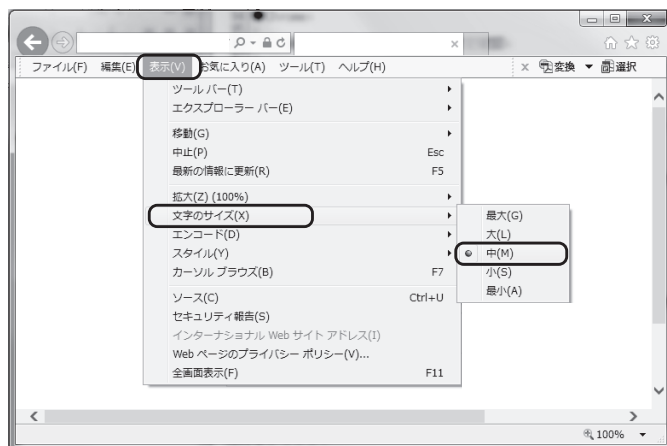 ファイル(F) 編集(E) 表示(V) お気に入り(A) ツール(T) ヘルプ(H) x 変換 ▼ 選択
ツール バー(T)
エクスプローラー バー(E)
移動(G)
中止(P) Esc
最新の情報に更新(R) F5
拡大(Z) (100%)
文字のサイズ(X)
エンコード(D)
スタイル(Y)
カーソル ブラウズ(B) F7
ソース(C) Ctrl+U
セキュリティ報告(S)
インターナショナル Web サイト アドレス(I)
Web ページのプライバシー ポリシー(V)...
全画面表示(F) F11
最大(G)
大(L)
中(M)
小(S)
最小(A)
100%